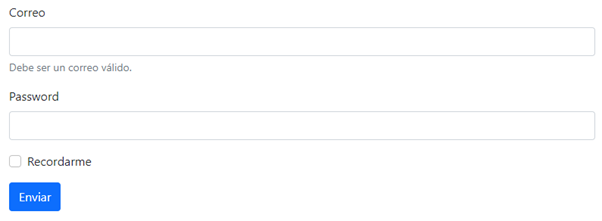 Correo
Debe ser un correo válido.
Password
Recordarme
Enviar